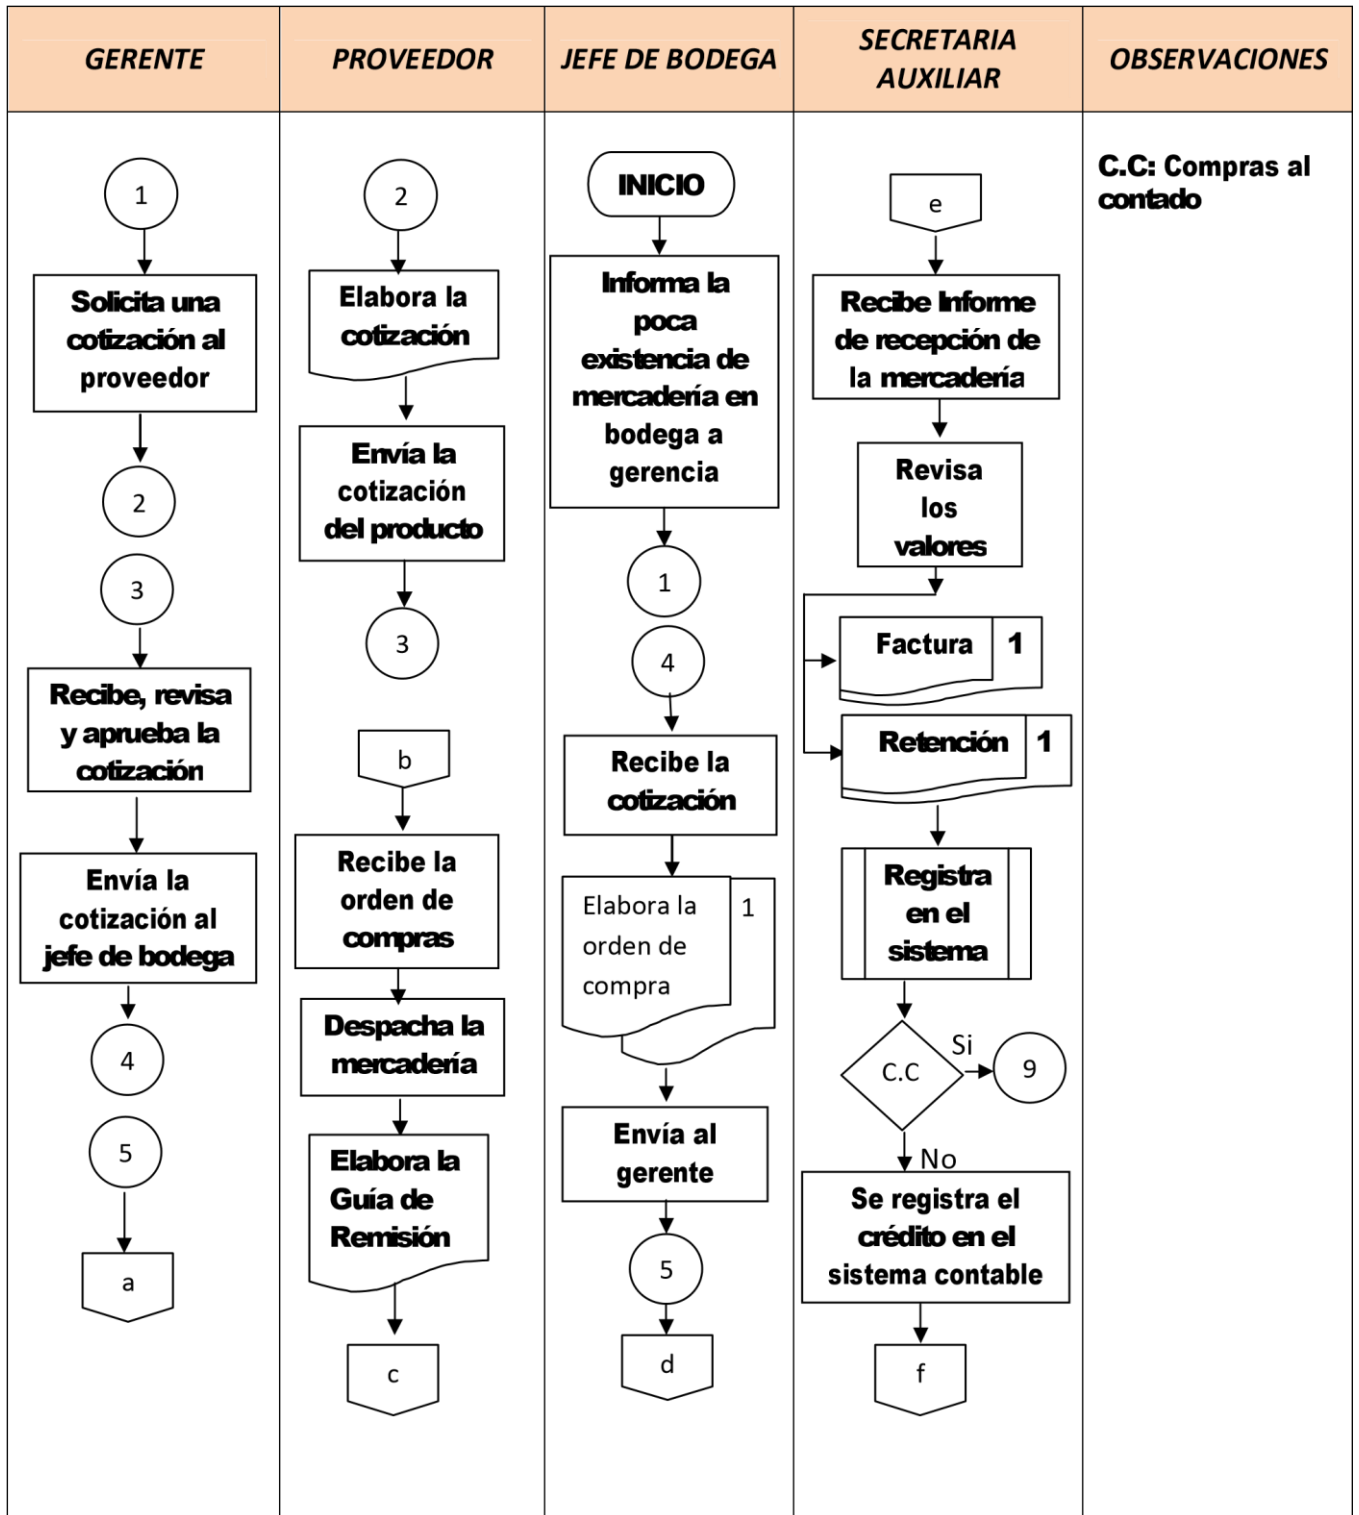 GERENTE
PROVEEDOR
JEFE DE BODEGA
SECRETARIA
AUXILIAR
OBSERVACIONES
1
Solicita una
cotización al
proveedor
2
3
Recibe, revisa
y aprueba la
cotización
Envía la
cotización al
jefe de bodega
4
5
a
2
Elabora la
cotización
Envía la
cotización
del producto
3
b
Recibe la
orden de
compras
Despacha la
mercadería
Elabora la
Guía de
Remisión
c
INICIO
Informa la
poca
existencia de
mercadería en
bodega a
gerencia
1
4
Recibe la
cotización
Elabora la
orden de
compra
1
Envía al
gerente
5
d
e
Recibe Informe
de recepción de
la mercadería
Revisa
los
valores
Factura 1
Retención 1
Registra
en el
sistema
C.C
Si
9
No
Se registra el
crédito en el
sistema contable
f
C.C: Compras al
contado